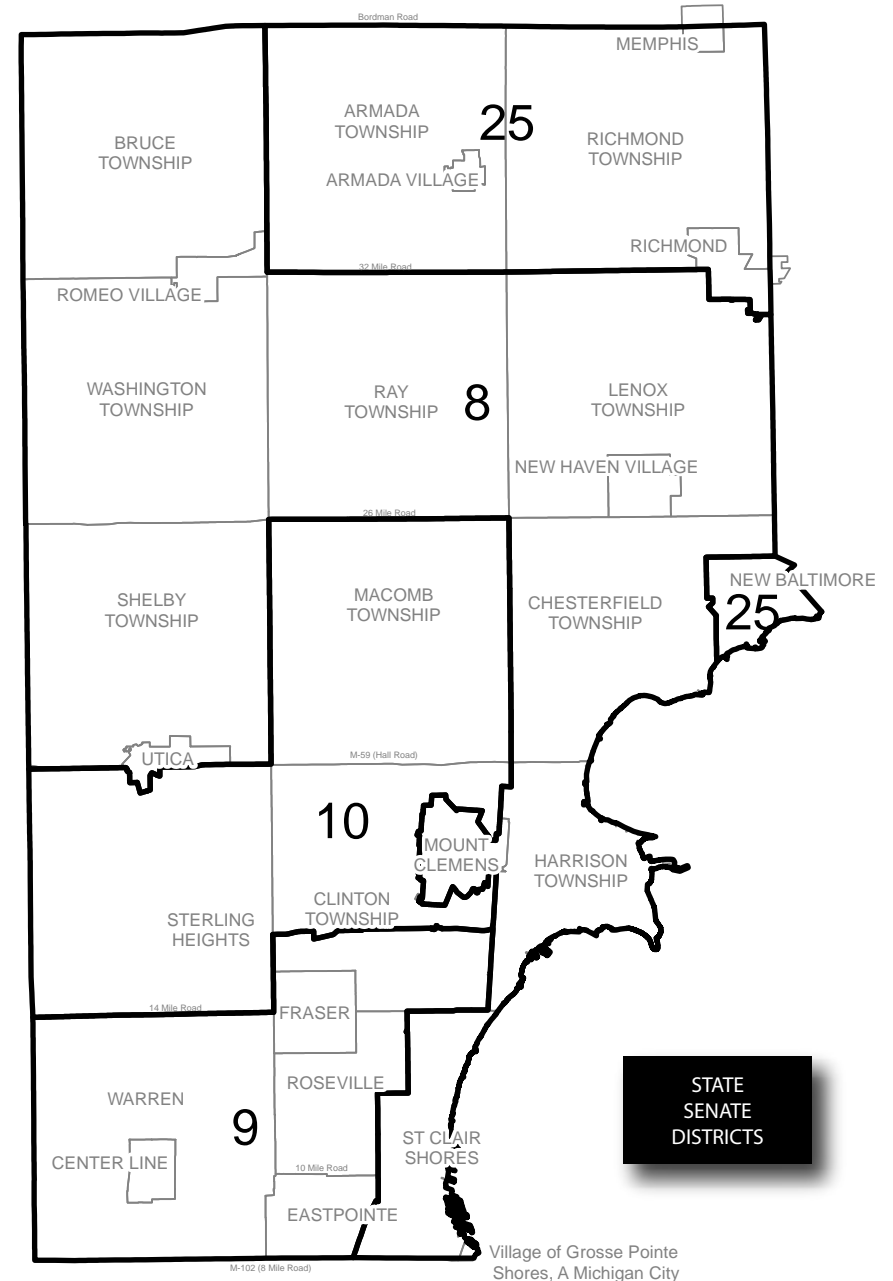 Bordman Road
MEMPHIS
ARMADA
TOWNSHIP
25
BRUCE
TOWNSHIP
RICHMOND
TOWNSHIP
ARMADA VILLAGE
RICHMOND
32 Mile Road
ROMEO VILLAGE
WASHINGTON
TOWNSHIP
RAY
TOWNSHIP
8
LENOX
TOWNSHIP
NEW HAVEN VILLAGE
26 Mile Road
SHELBY
TOWNSHIP
MACOMB
TOWNSHIP
CHESTERFIELD
TOWNSHIP
NEW BALTIMORE
25
UTICA
M-59 (Hall Road)
10
MOUNT
CLEMENS
HARRISON
TOWNSHIP
CLINTON
TOWNSHIP
STERLING
HEIGHTS
14 Mile Road
FRASER
ROSEVILLE
WARREN
9
ST CLAIR
SHORES
CENTER LINE
10 Mile Road
EASTPOINTE
M-102 (8 Mile Road)
Village of Grosse Pointe
Shores, A Michigan City
STATE
SENATE
DISTRICTS